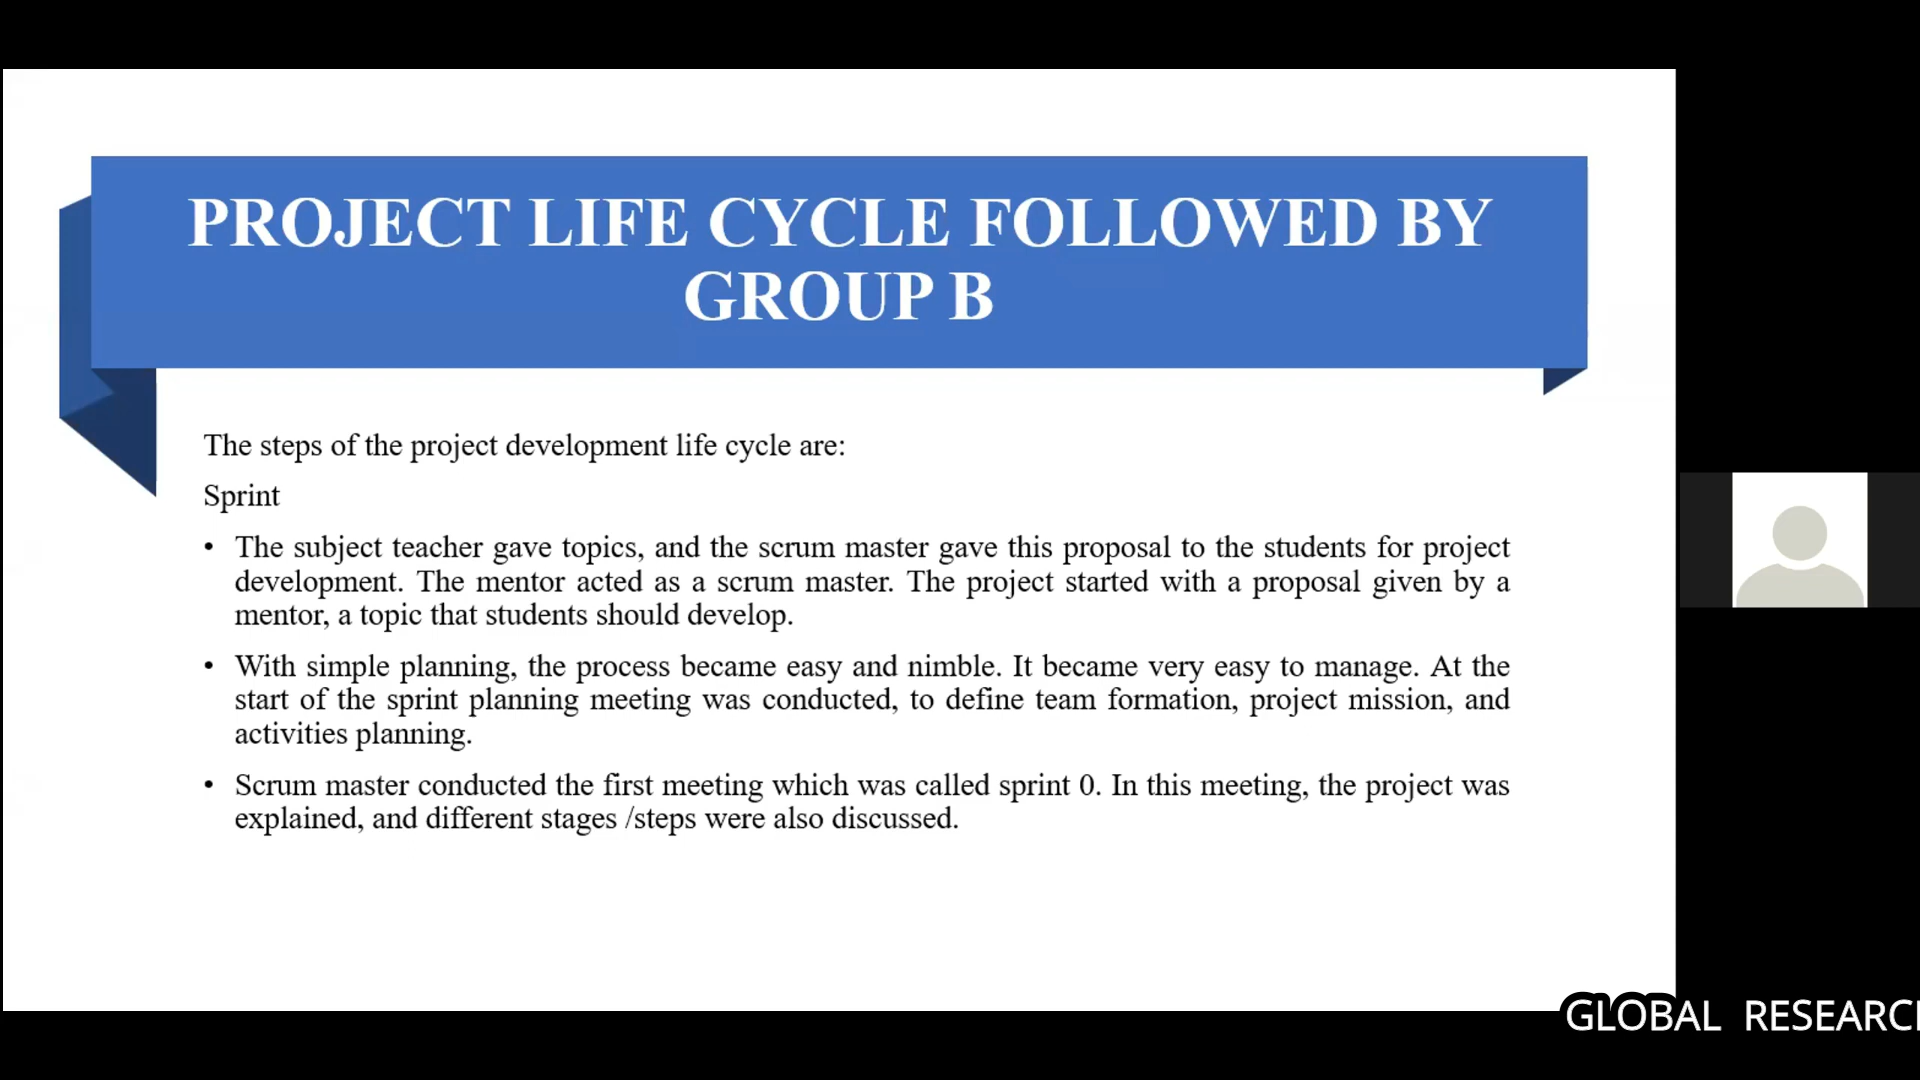 PROJECT LIFE CYCLE FOLLOWED BY
GROUP B
The steps of the project development life cycle are:
Sprint
• The subject teacher gave topics, and the scrum master gave this proposal to the students for project
development. The mentor acted as a scrum master. The project started with a proposal given by a
mentor, a topic that students should develop.
• With simple planning, the process became easy and nimble. It became very easy to manage. At the
start of the sprint planning meeting was conducted, to define team formation, project mission, and
activities planning.
• Scrum master conducted the first meeting which was called sprint 0. In this meeting, the project was
explained, and different stages /steps were also discussed.
GLOBAL